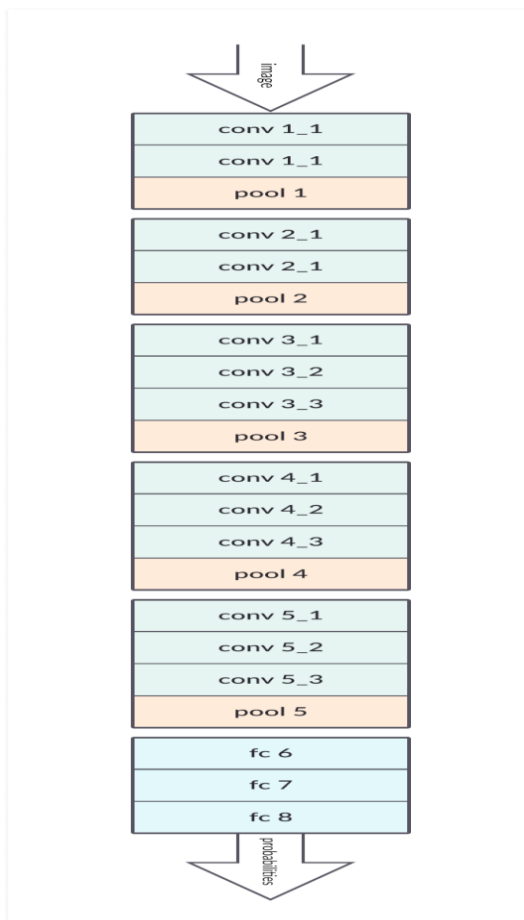 image
conv 1_1
conv 1_1
pool 1
conv 2_1
conv 2_1
pool 2
conv 3_1
conv 3_2
conv 3_3
pool 3
conv 4_1
conv 4_2
conv 4_3
pool 4
conv 5_1
conv 5_2
conv 5_3
pool 5
fc 6
fc 7
fc 8
probabilities